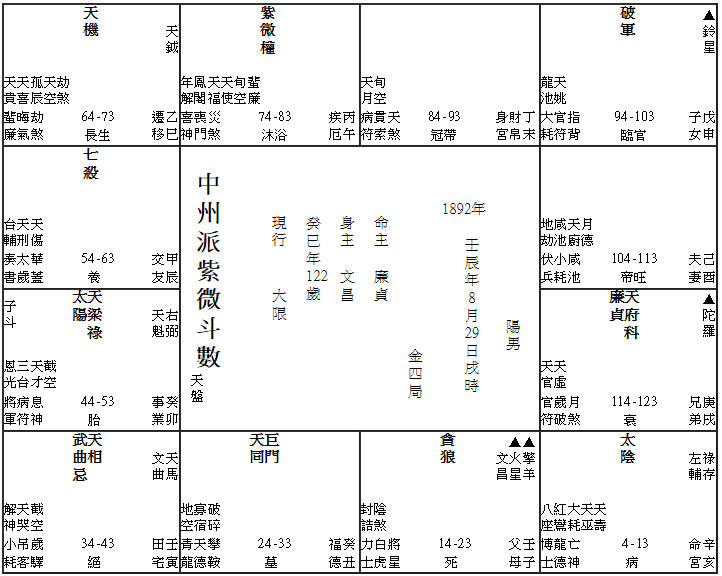 天機
天鉞
天貴 天喜 孤辰 天空 劫煞
蜚廉 晦氣 劫煞
64-73
長生
遷移 乙巳
紫微權
年解 鳳閣 天福 天使 旬空 蜚廉
喜神 喪門 災煞
74-83
沐浴
疾厄 丙午
天月 旬空
病符 貫索 天煞
84-93
冠帶
身宮 財帛 丁未
破軍
▲鈴星
龍池 天姚
大耗 官符 指背
94-103
臨官
子女 戊申
七殺
台輔 天刑 天傷
奏書 太歲 華蓋
54-63
養
交友 甲辰
1892年
壬辰年8月29日戌時
陽男
金四局
命主 廉貞
身主 文昌
癸巳年122歲
現行 大限
中州派紫微斗數
天盤
地劫 咸池 天廚 月德
伏兵 小耗 咸池
104-113
帝旺
夫妻 己酉
子斗
太陽 天梁祿
天魁 右弼
恩光 三台 天才 截空
將軍 病符 息神
44-53
胎
事業 癸卯
廉貞 天府科
▲陀羅
天官 天虛
官符 歲破 月煞
114-123
衰
兄弟 庚戌
武曲忌 天相
文曲 天馬
解神 天哭 截空
小耗 吊客 歲驛
34-43
絕
田宅 壬寅
天同 巨門
地空 寡宿 破碎
青龍 天德 攀鞍
24-33
墓
福德 癸丑
貪狼
文昌 ▲火星 ▲擎羊
封誥 陰煞
力士 白虎 將星
14-23
死
父母 壬子
太陰
左輔 祿存
八座 紅鸞 大耗 天巫 天壽
博士 龍德 亡神
4-13
病
命宮 辛亥